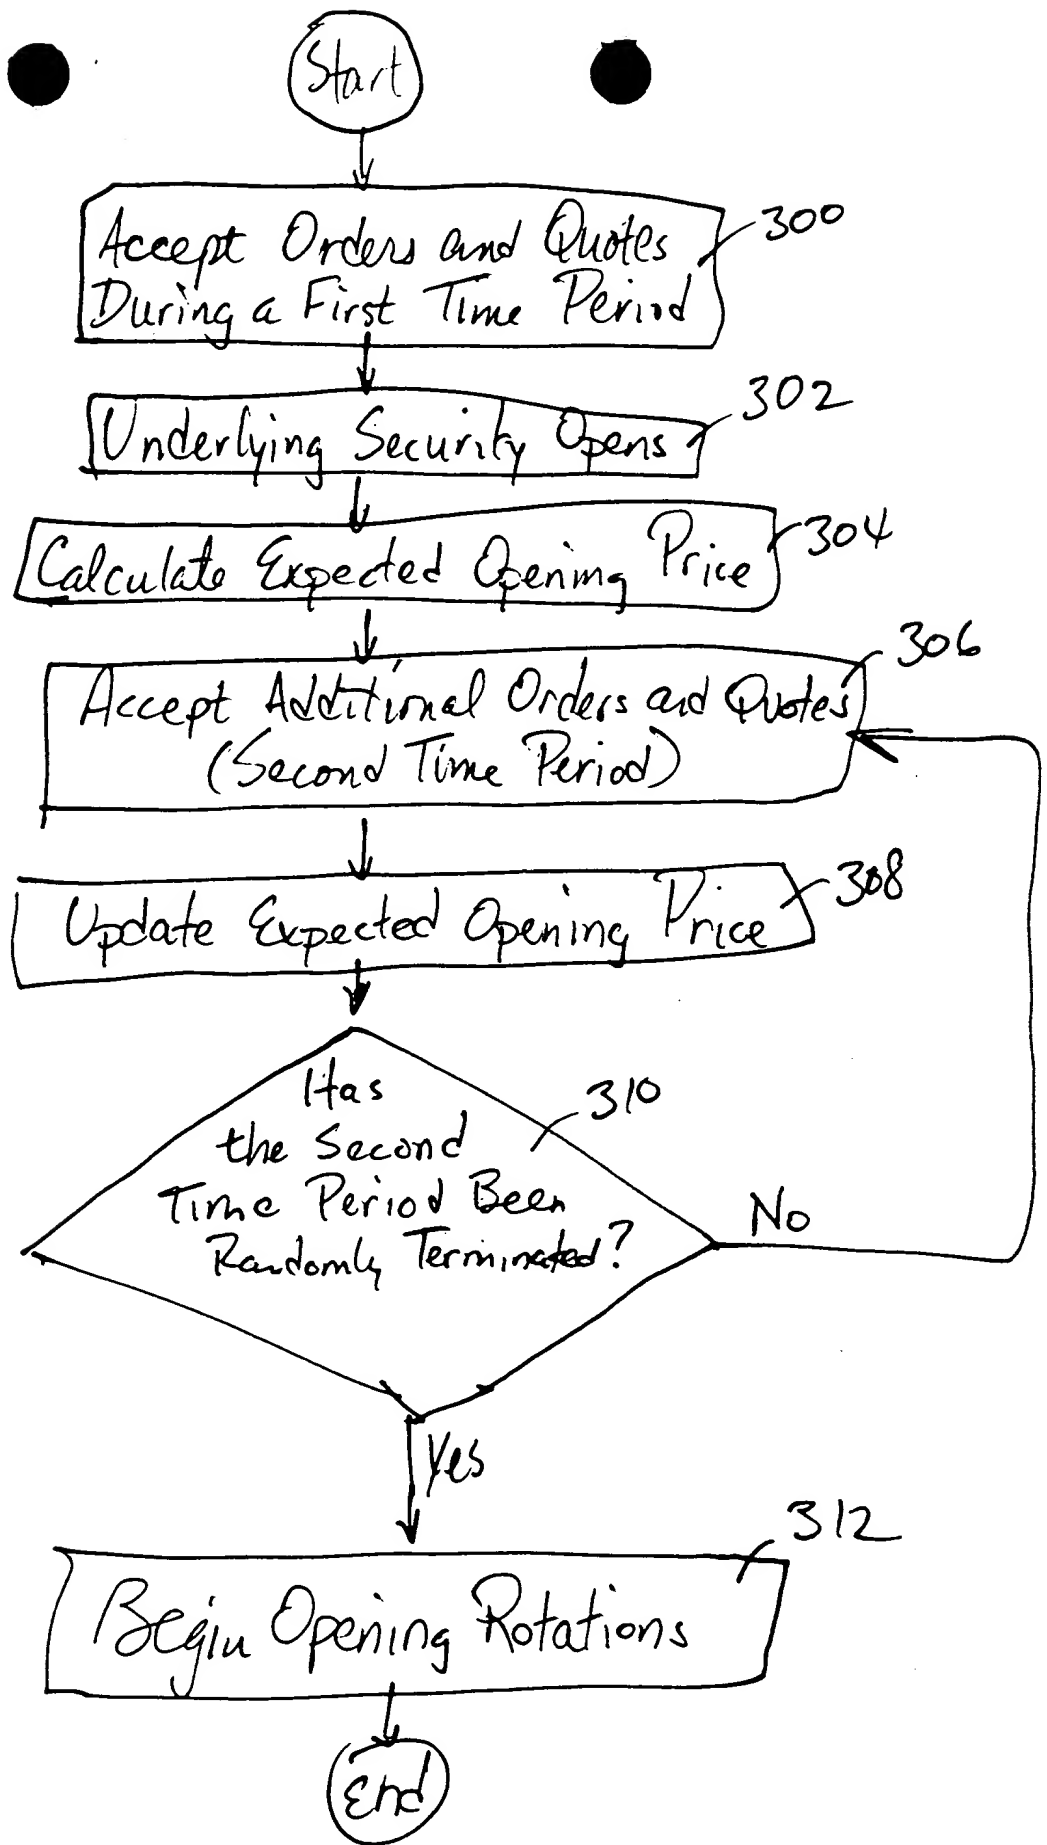 Start
Accept Orders and Quotes
During a First Time Period
300
Underlying Security Opens
302
Calculate Expected Opening Price
304
306
Accept Additional Orders and Quotes
(Second Time Period)
Update Expected Opening Price
308
Has
the Second
Time Period Been
Randomly Terminated?
310
No
Yes
312
Begin Opening Rotations
End